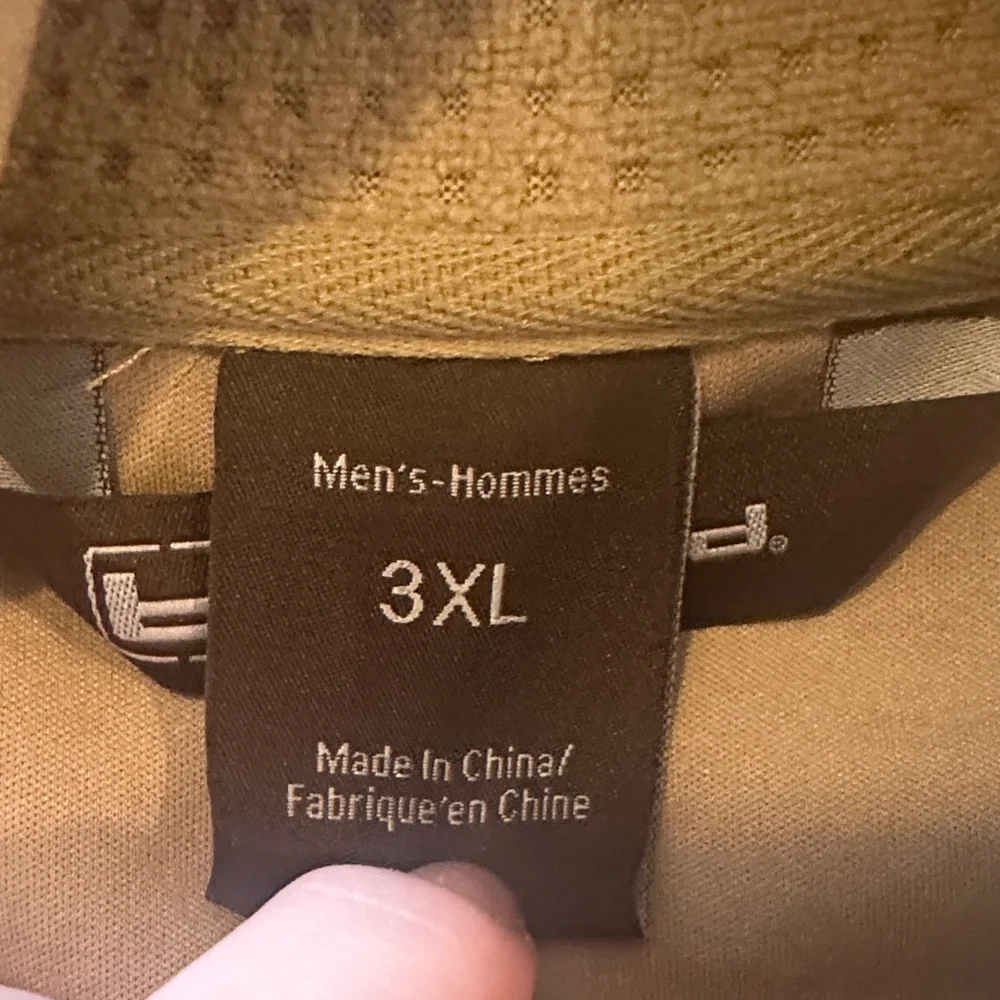 Men's-Hommes
3XL
Made In China/
Fabrique'en Chine
®